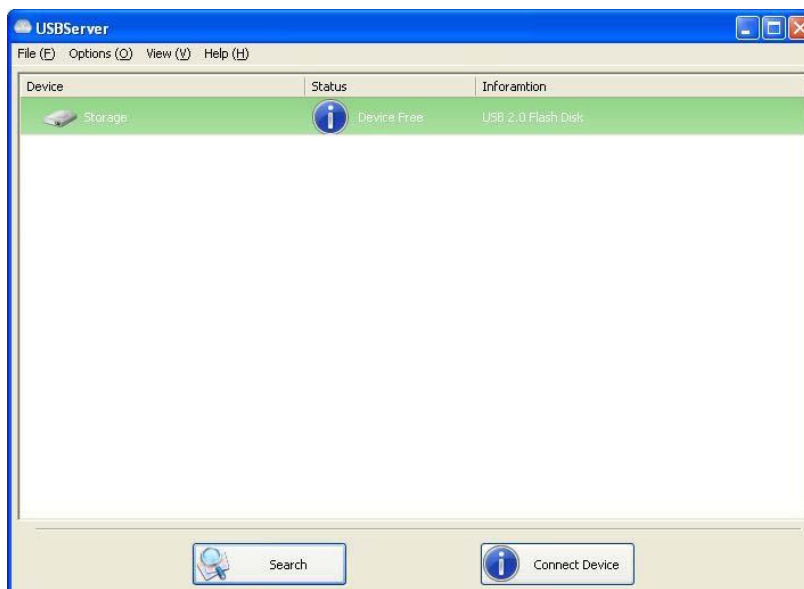 USBServer
File (F) Options (O) View (V) Help (H)
Device Status Inforamtion
Storage Device Free USB 2.0 Flash Disk
Search Connect Device